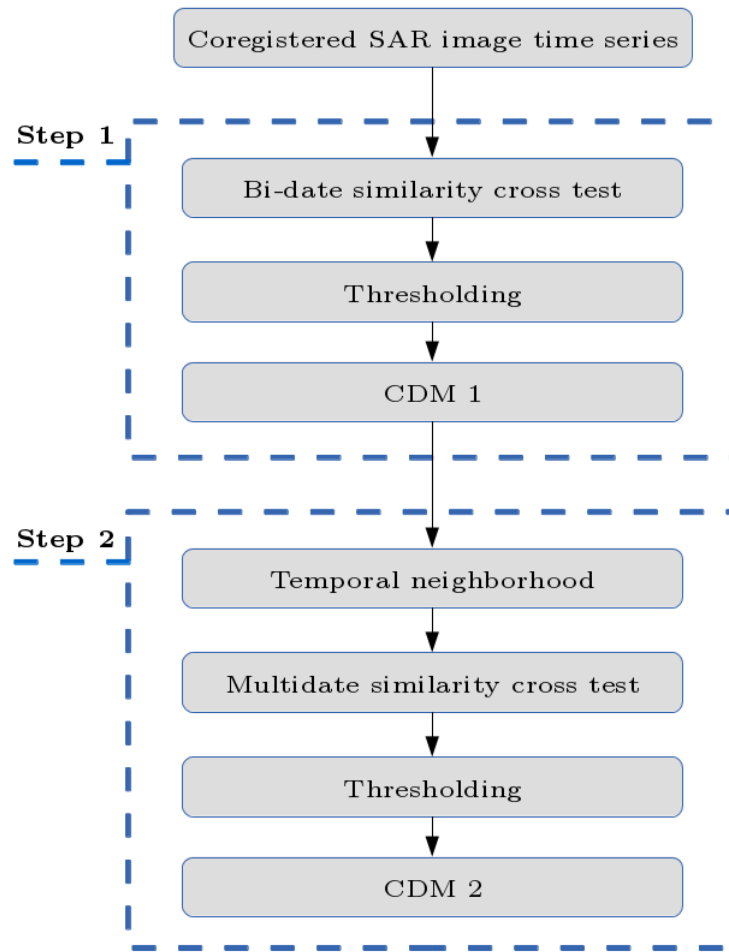 Coregistered SAR image time series
Step 1
Bi-date similarity cross test
Thresholding
CDM 1
Step 2
Temporal neighborhood
Multidate similarity cross test
Thresholding
CDM 2